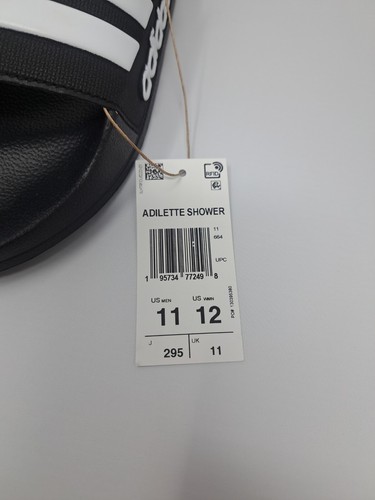 adidas
RFID
ADILETTE SHOWER
11
664
UPC
1 95734 77249 8
US MEN US WMN
11 12
J UK
295 11